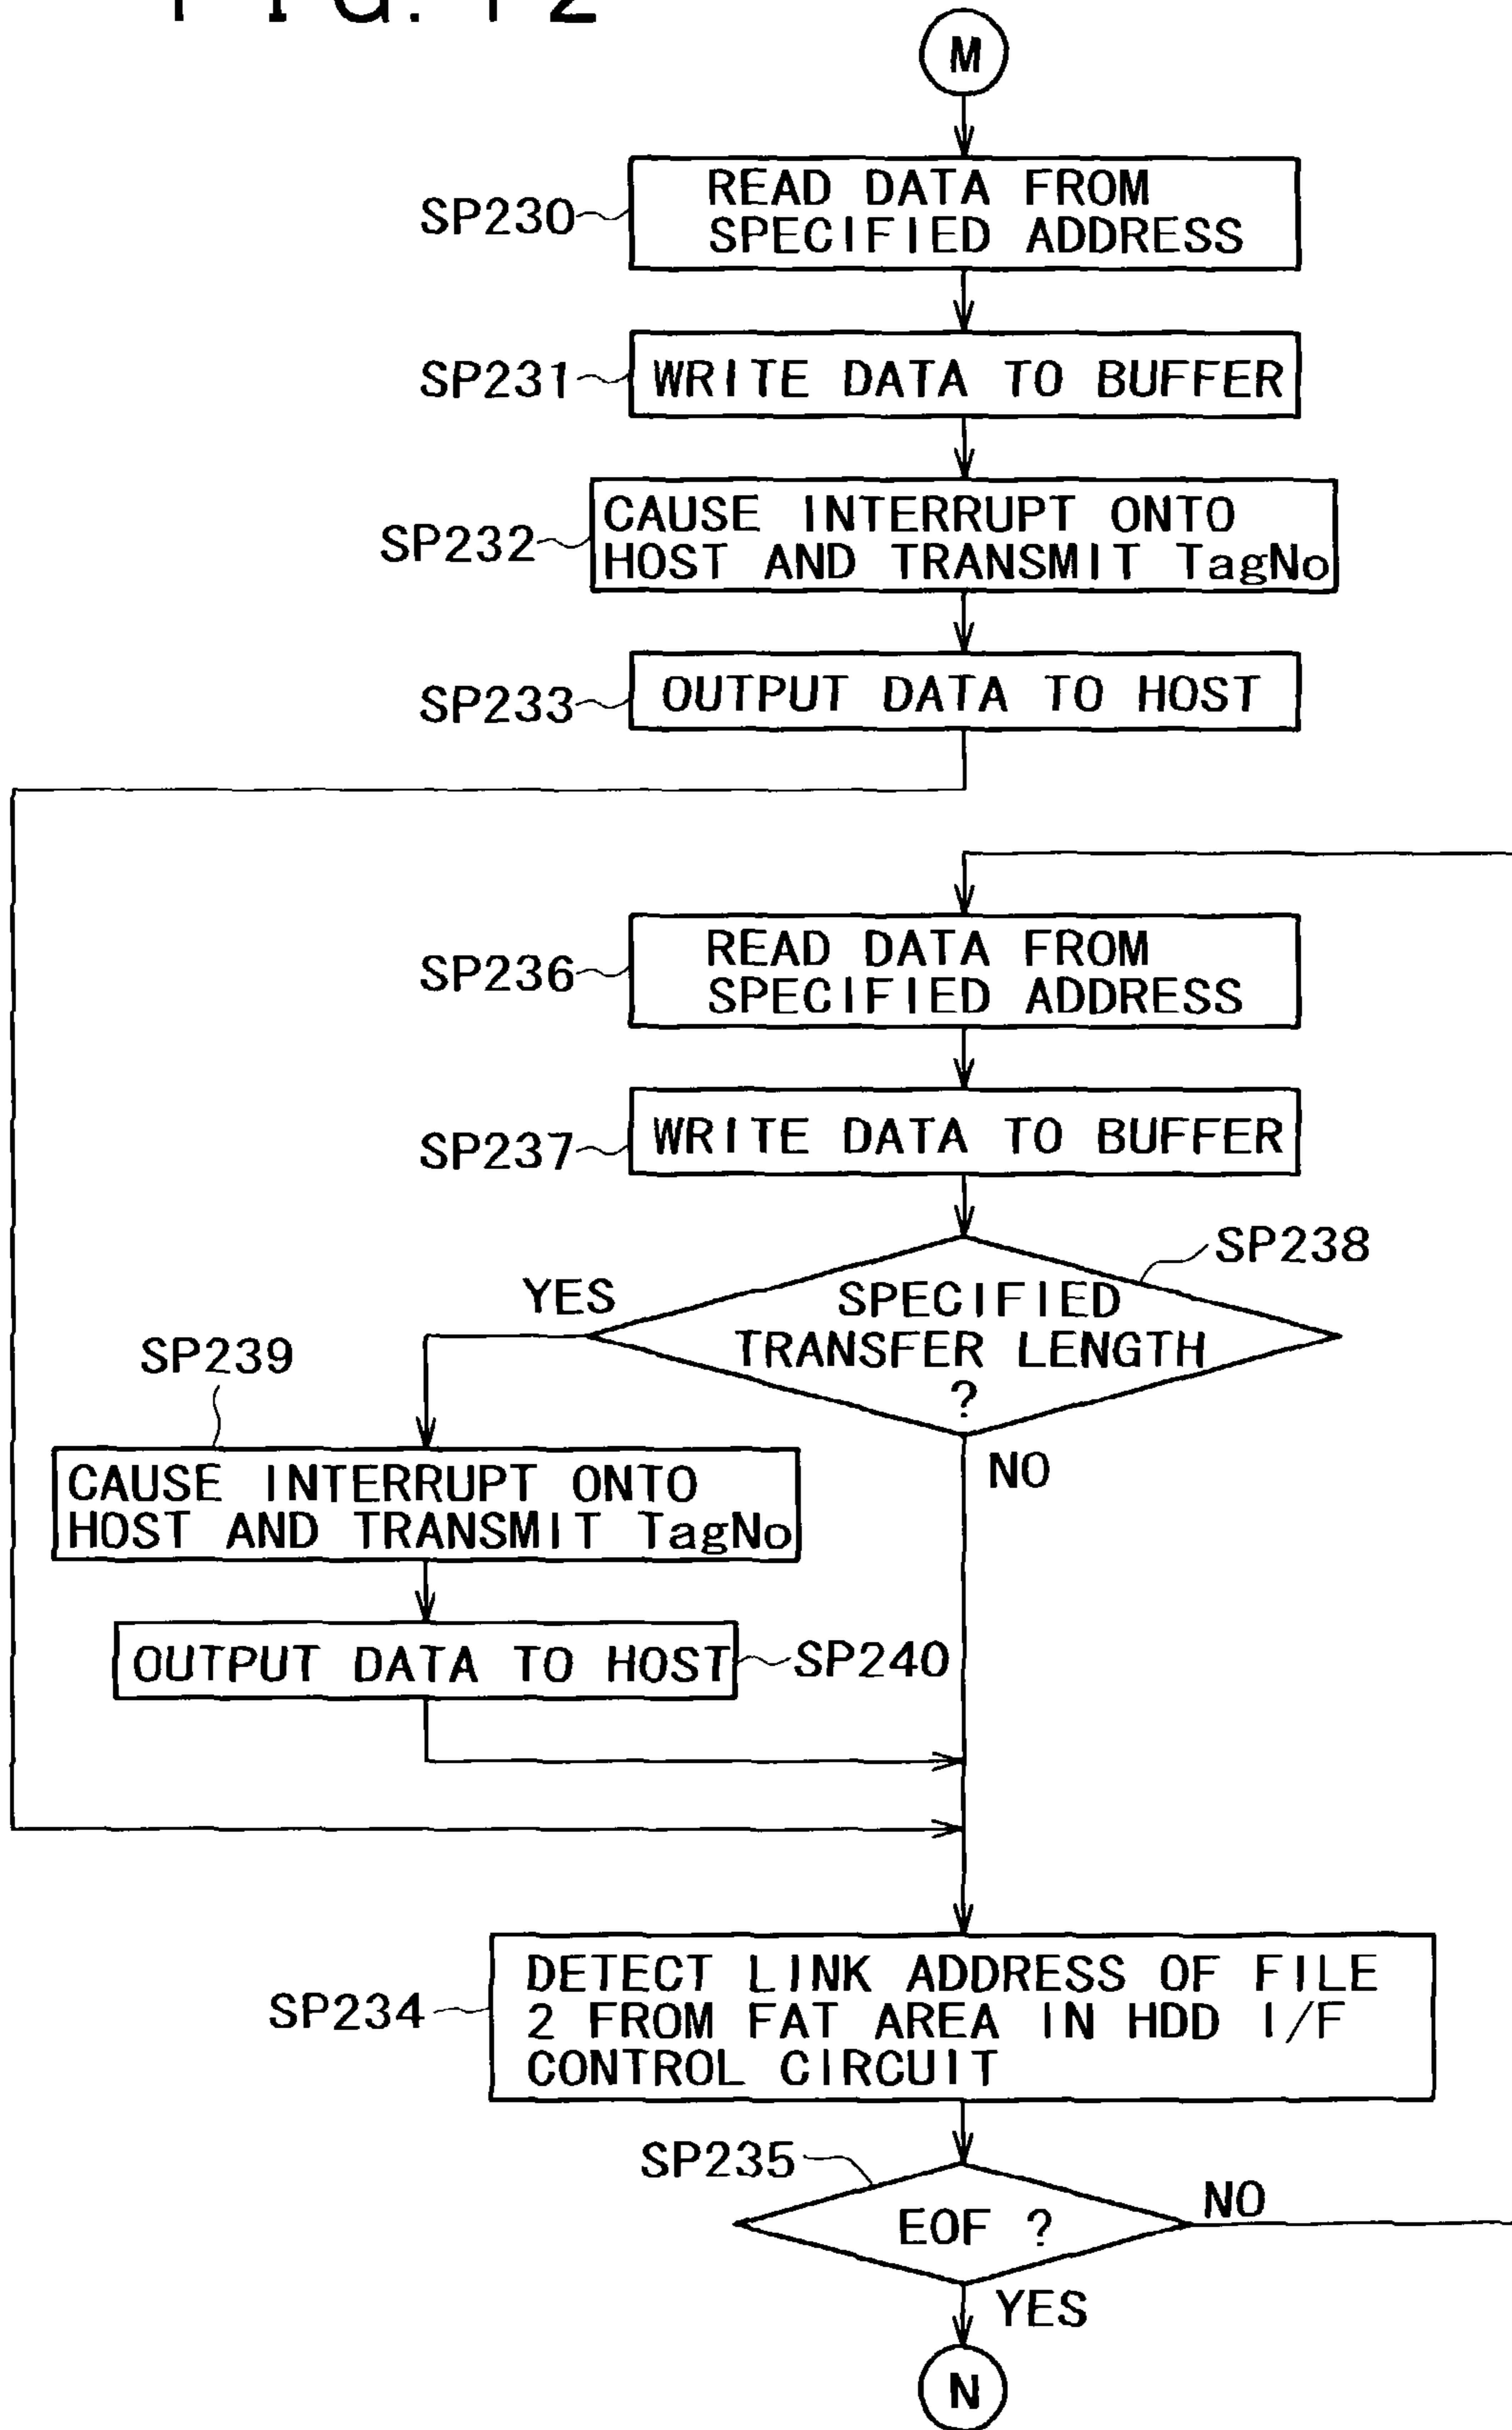 FIG. 12
M
SP230
READ DATA FROM
SPECIFIED ADDRESS
SP231
WRITE DATA TO BUFFER
SP232
CAUSE INTERRUPT ONTO
HOST AND TRANSMIT TagNo
SP233
OUTPUT DATA TO HOST
SP236
READ DATA FROM
SPECIFIED ADDRESS
SP237
WRITE DATA TO BUFFER
SP238
YES
SPECIFIED
TRANSFER LENGTH
?
SP239
NO
CAUSE INTERRUPT ONTO
HOST AND TRANSMIT TagNo
OUTPUT DATA TO HOST
SP240
SP234
DETECT LINK ADDRESS OF FILE
2 FROM FAT AREA IN HDD I/F
CONTROL CIRCUIT
SP235
EOF ?
NO
YES
N